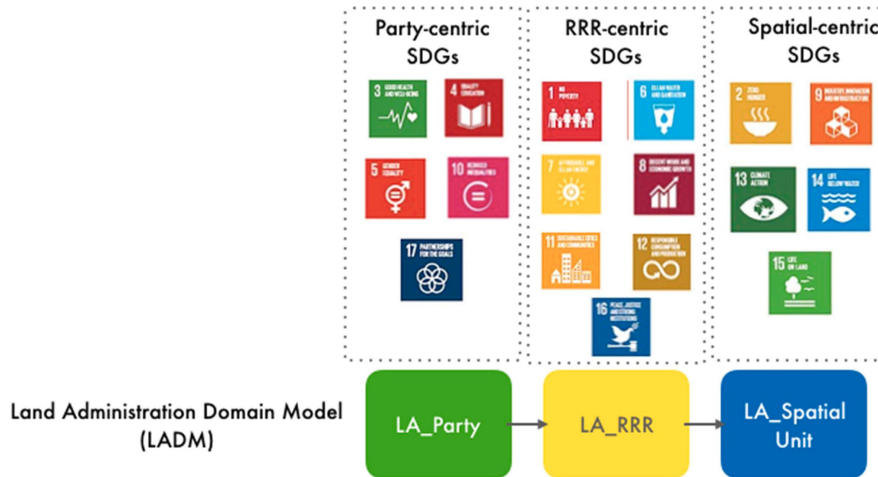 Party-centric
SDGs
RRR-centric
SDGs
Spatial-centric
SDGs
3 GOOD HEALTH
AND WELL-BEING
4 QUALITY
EDUCATION
1 NO
POVERTY
6 CLEAN WATER
AND SANITATION
2 ZERO
HUNGER
9 INDUSTRY, INNOVATION
AND INFRASTRUCTURE
5 GENDER
EQUALITY
10 REDUCED
INEQUALITIES
7 AFFORDABLE AND
CLEAN ENERGY
8 DECENT WORK AND
ECONOMIC GROWTH
13 CLIMATE
ACTION
14 LIFE
BELOW WATER
17 PARTNERSHIPS
FOR THE GOALS
11 SUSTAINABLE CITIES
AND COMMUNITIES
12 RESPONSIBLE
CONSUMPTION
AND PRODUCTION
15 LIFE
ON LAND
16 PEACE, JUSTICE
AND STRONG
INSTITUTIONS
Land Administration Domain Model
(LADM)
LA_Party
LA_RRR
LA_Spatial
Unit